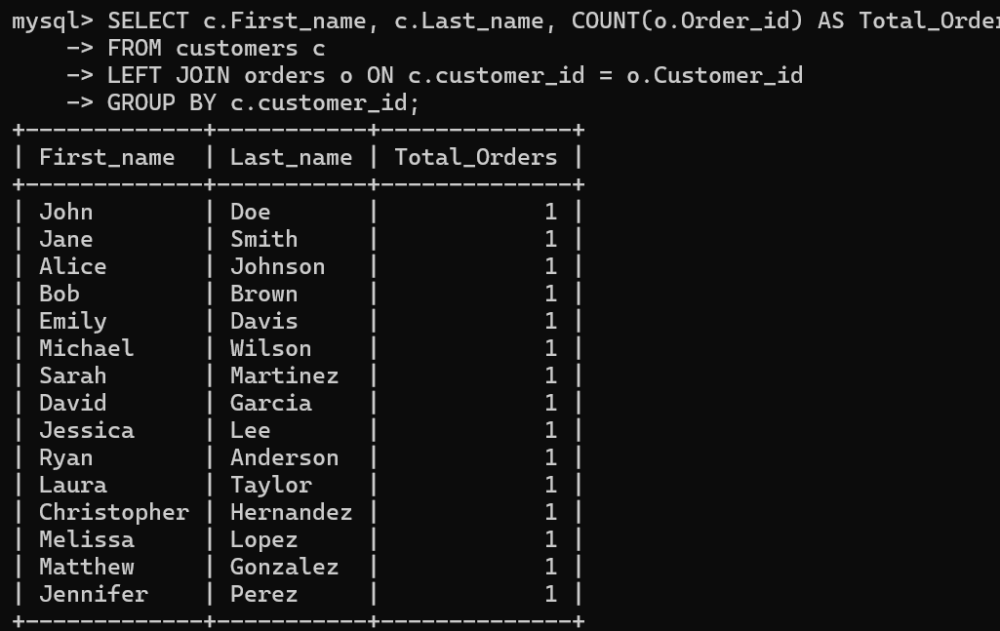 mysql> SELECT c.First_name, c.Last_name, COUNT(o.Order_id) AS Total_Order
    -> FROM customers c
    -> LEFT JOIN orders o ON c.customer_id = o.Customer_id
    -> GROUP BY c.customer_id;
+-------------+-----------+--------------+
| First_name  | Last_name | Total_Orders |
+-------------+-----------+--------------+
| John        | Doe       |            1 |
| Jane        | Smith     |            1 |
| Alice       | Johnson   |            1 |
| Bob         | Brown     |            1 |
| Emily       | Davis     |            1 |
| Michael     | Wilson    |            1 |
| Sarah       | Martinez  |            1 |
| David       | Garcia    |            1 |
| Jessica     | Lee       |            1 |
| Ryan        | Anderson  |            1 |
| Laura       | Taylor    |            1 |
| Christopher | Hernandez |            1 |
| Melissa     | Lopez     |            1 |
| Matthew     | Gonzalez  |            1 |
| Jennifer    | Perez     |            1 |
+-------------+-----------+--------------+